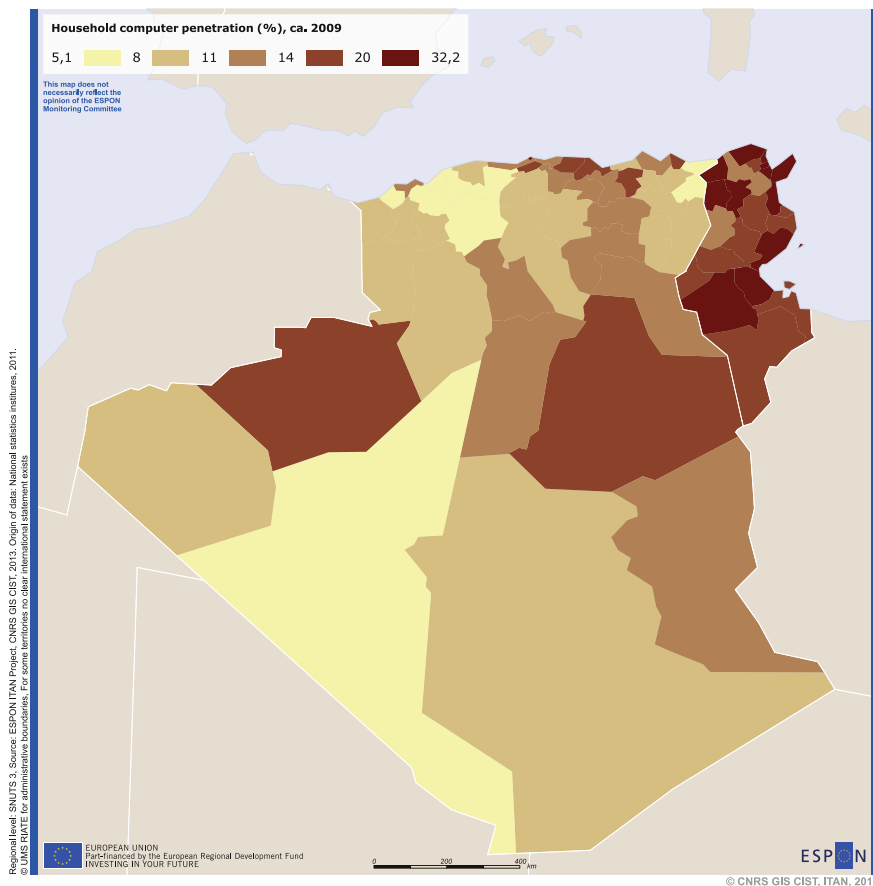 Household computer penetration (%), ca. 2009
5,1 8 11 14 20 32,2
This map does not
necessarily reflect the
opinion of the ESPON
Monitoring Committee
Regional level: SNUTS 3, Source: ESPON ITAN Project, CNRS GIS CIST, 2013. Origin of data: National statistics institures, 2011.
© UMS RIATE for administrative boundaries, For some territories no clear international statement exists
EUROPEAN UNION
Part-financed by the European Regional Development Fund
INVESTING IN YOUR FUTURE
0 200 400
km
ESPON
© CNRS GIS CIST, ITAN, 201